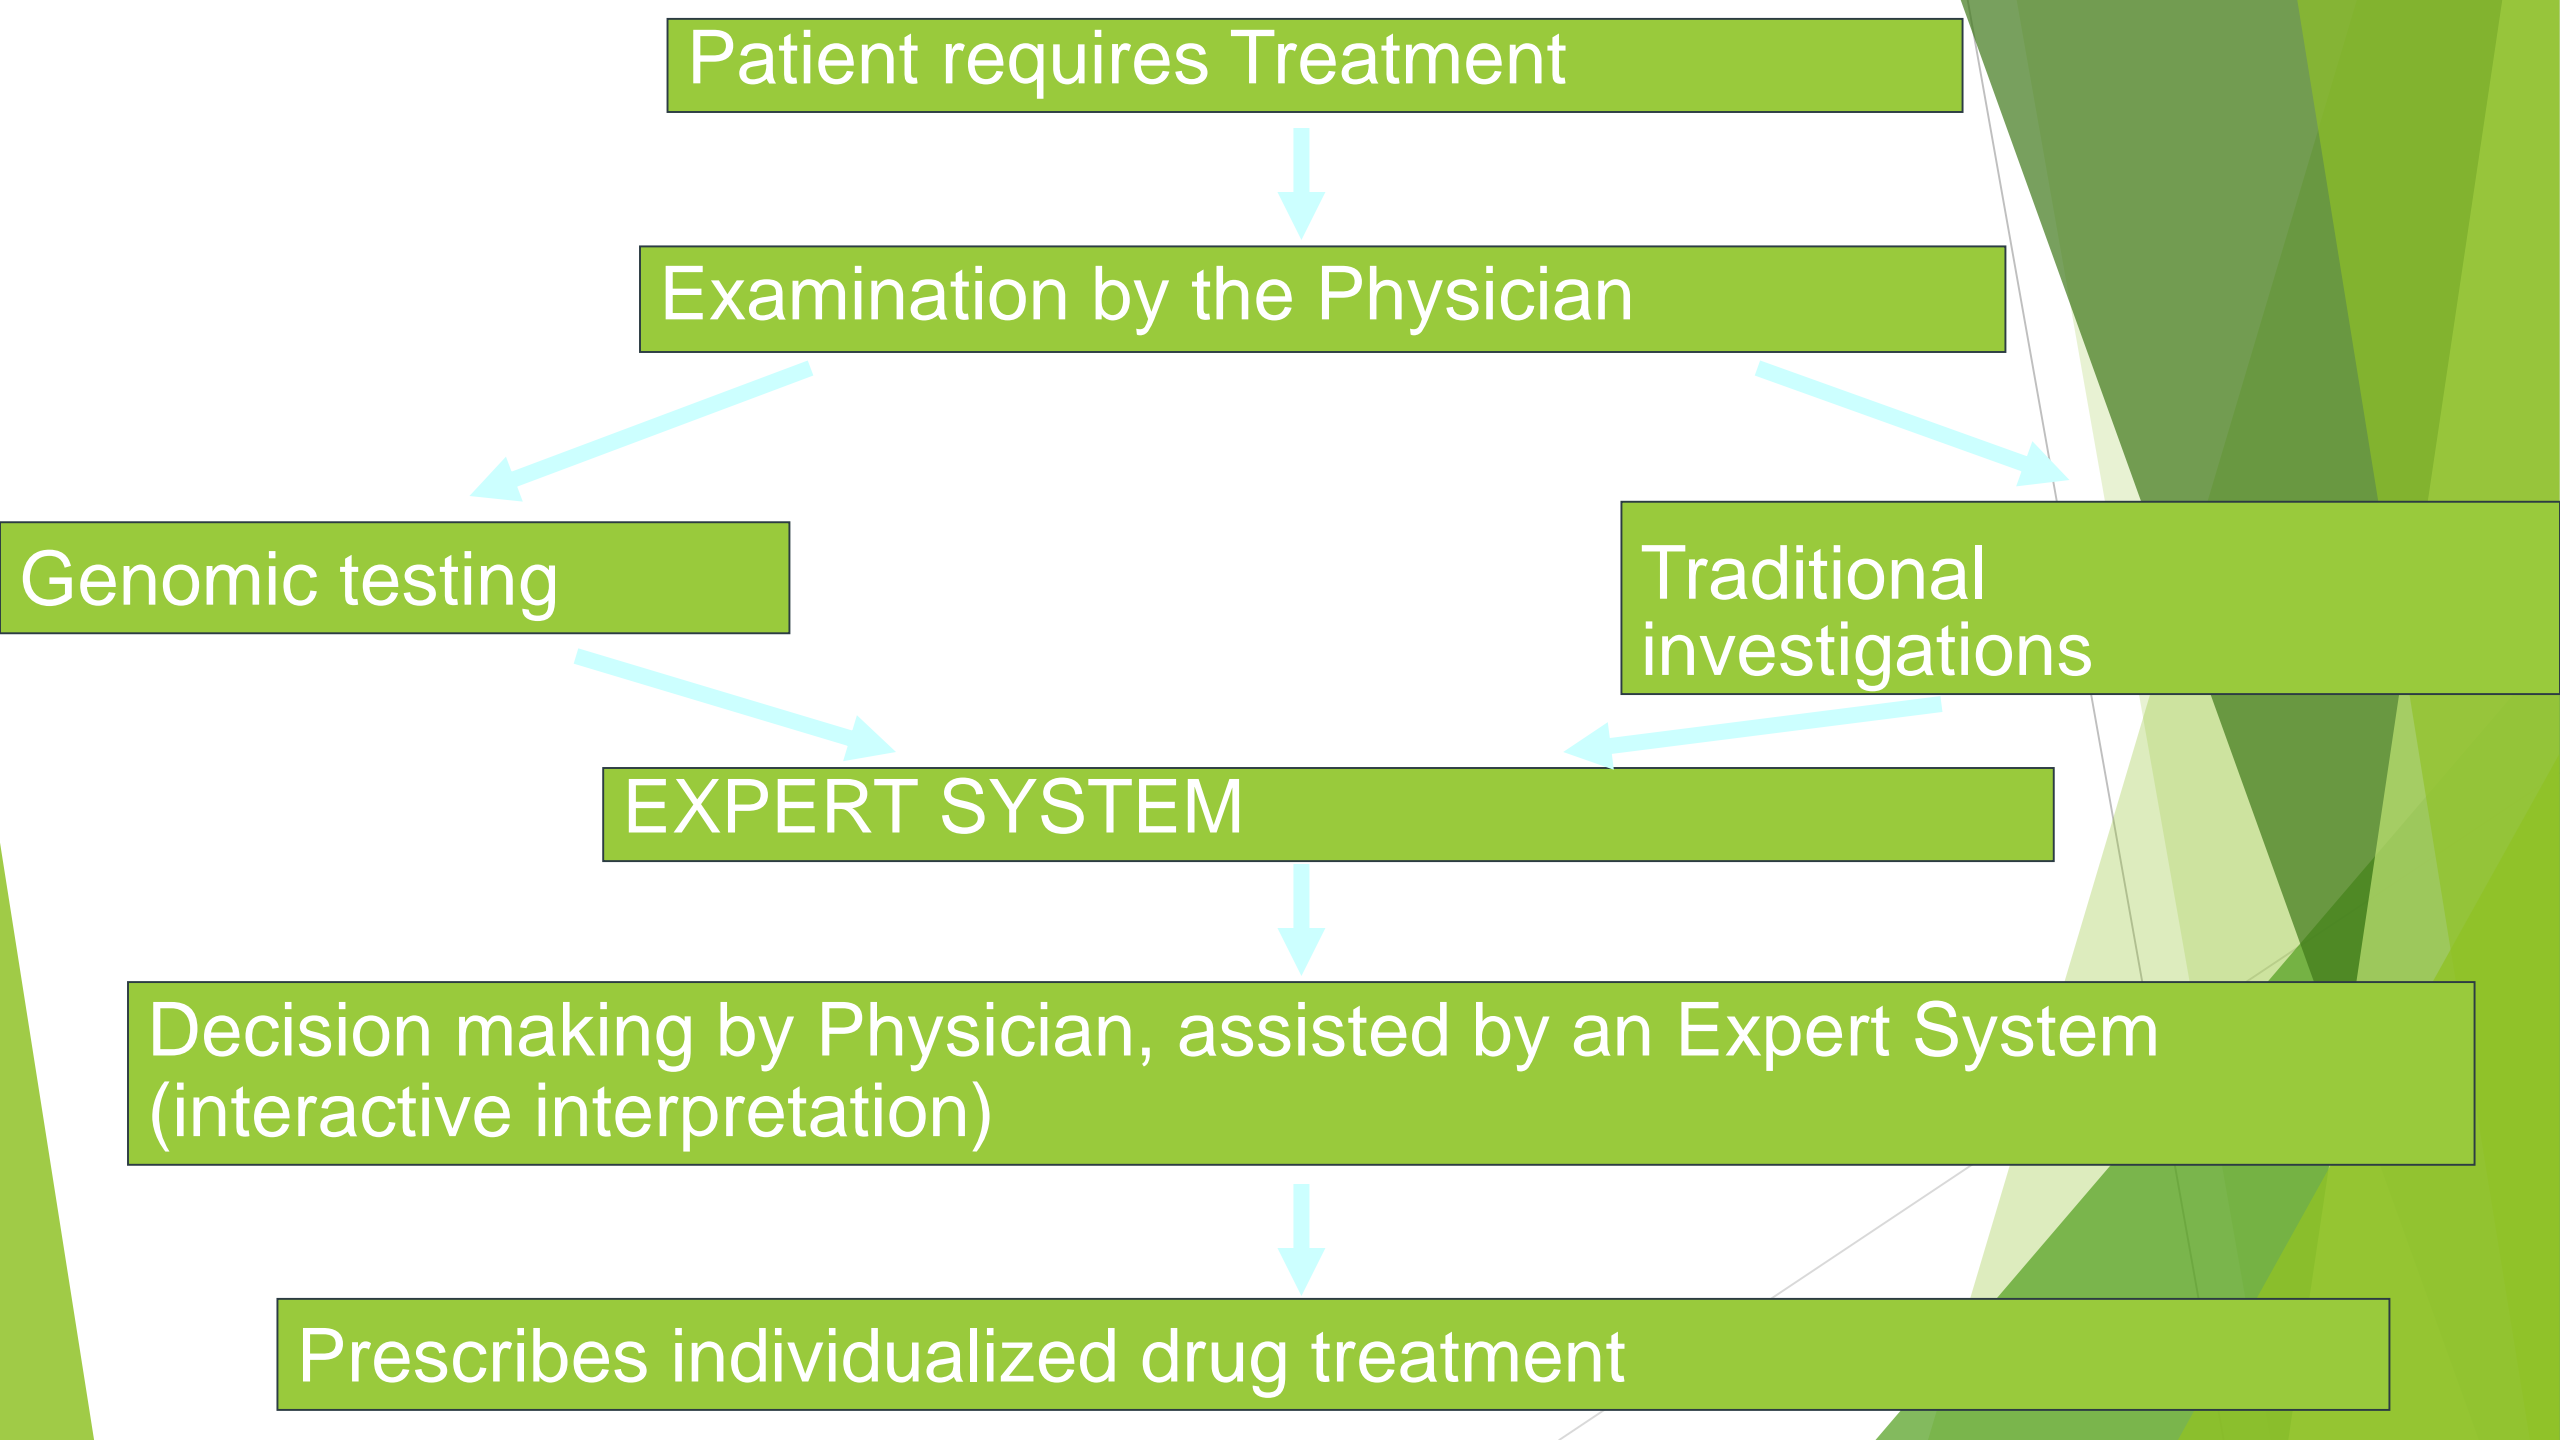 Patient requires Treatment
Examination by the Physician
Genomic testing
Traditional
investigations
EXPERT SYSTEM
Decision making by Physician, assisted by an Expert System
(interactive interpretation)
Prescribes individualized drug treatment